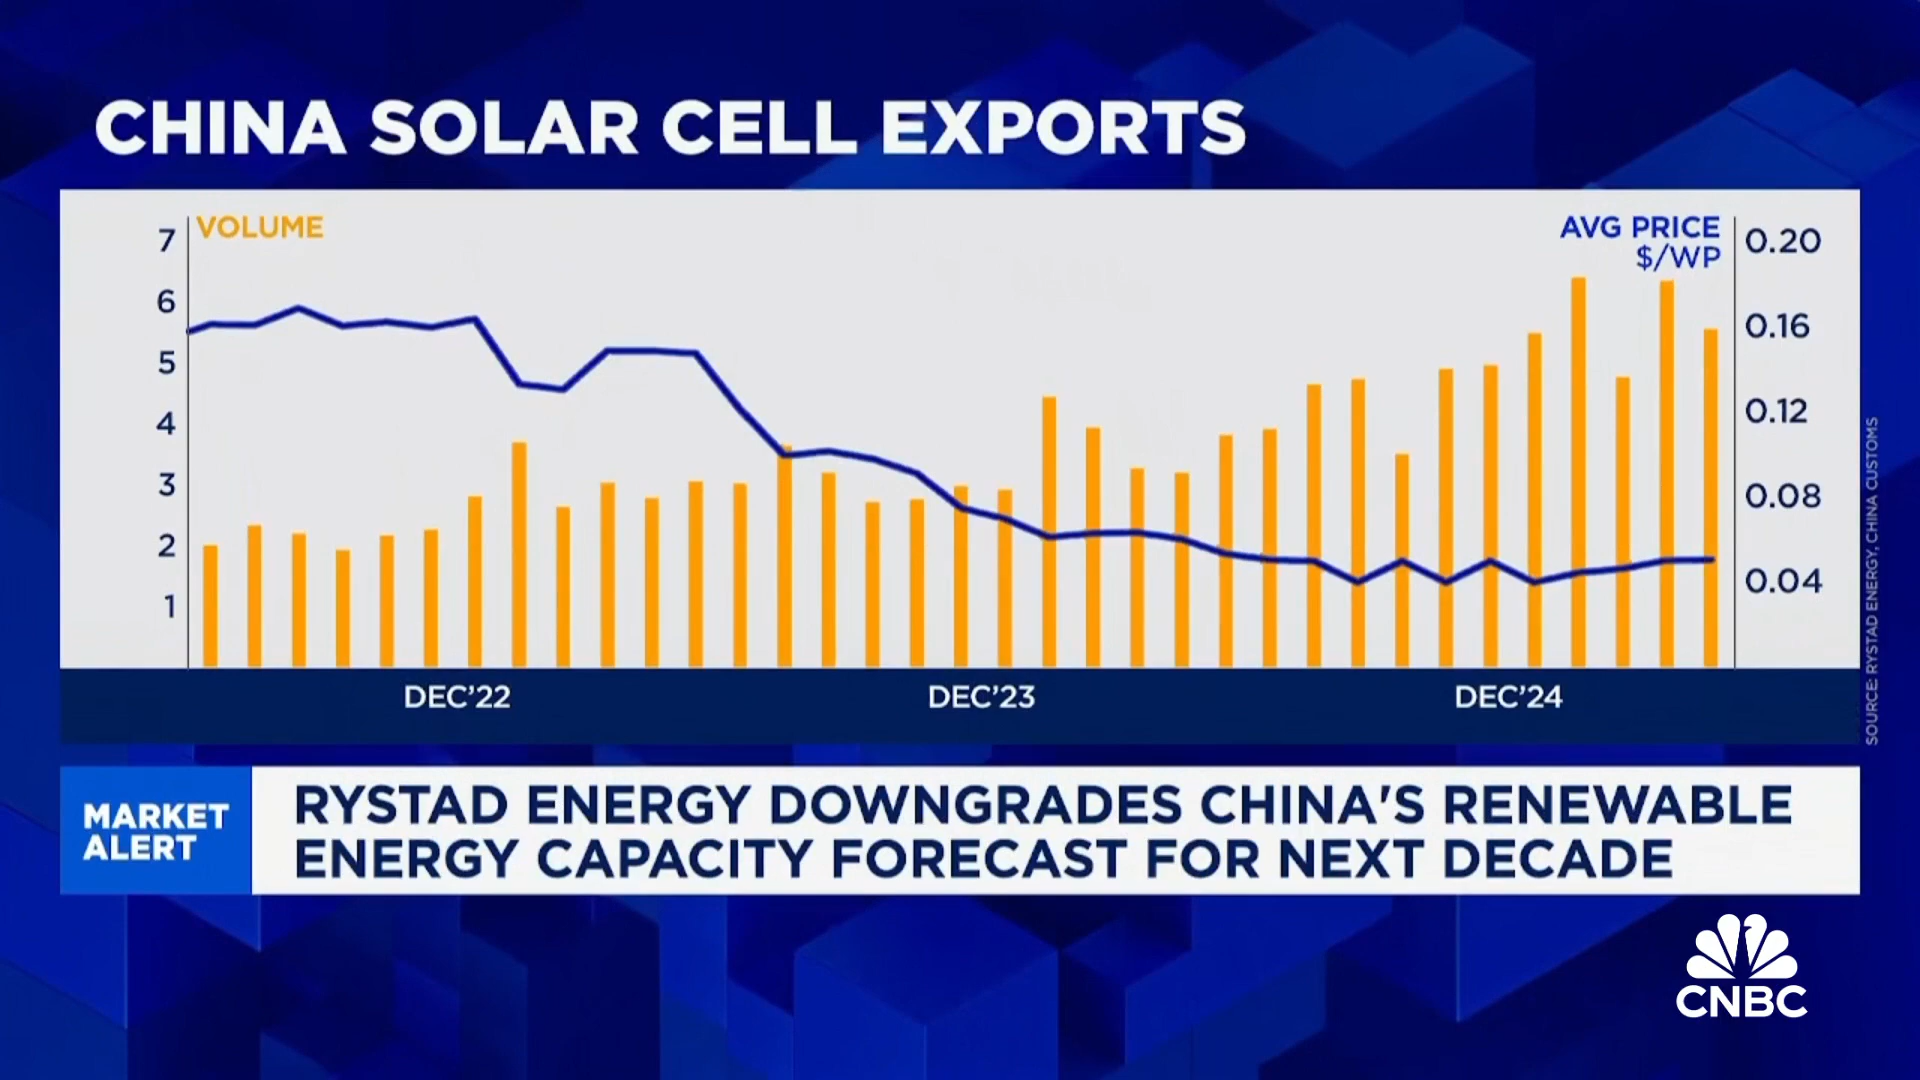 CHINA SOLAR CELL EXPORTS
VOLUME
AVG PRICE
$/WP
7
6
5
4
3
2
1
0.20
0.16
0.12
0.08
0.04
DEC'22
DEC'23
DEC'24
SOURCE: RYSTAD ENERGY, CHINA CUSTOMS
MARKET
ALERT
RYSTAD ENERGY DOWNGRADES CHINA'S RENEWABLE
ENERGY CAPACITY FORECAST FOR NEXT DECADE
CNBC